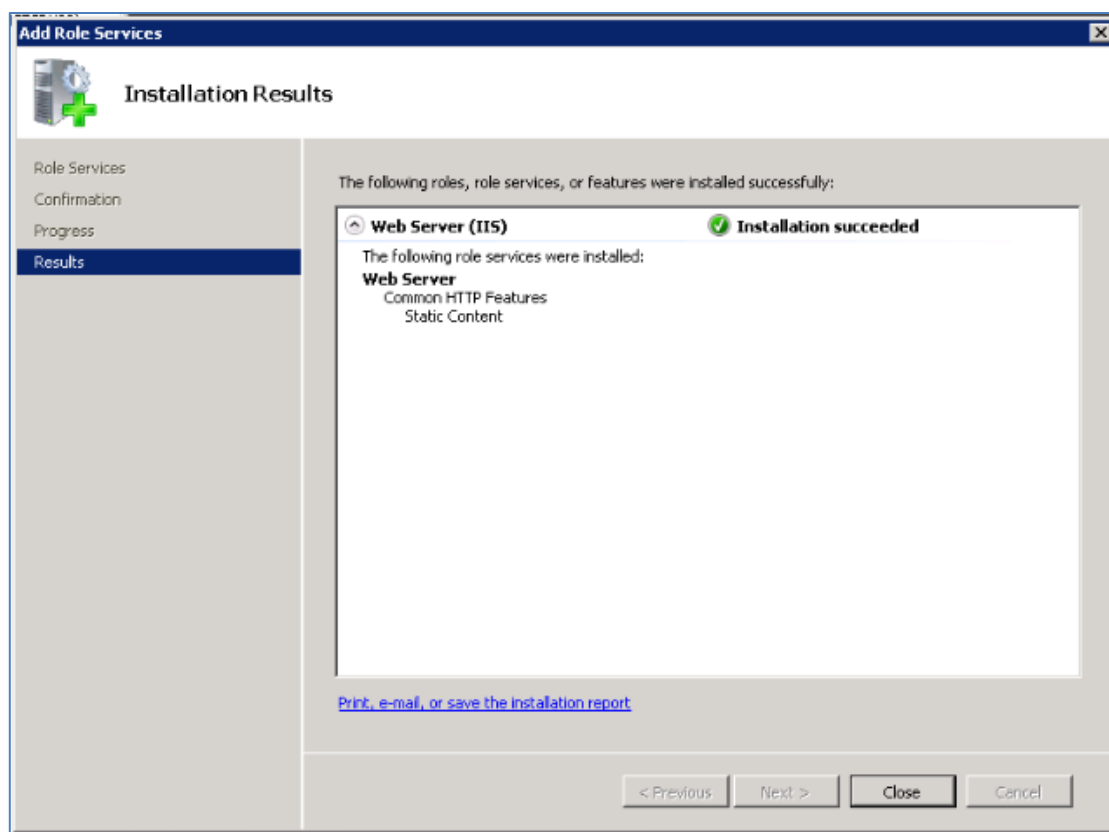 Add Role Services
Installation Results
Role Services
Confirmation
Progress
Results
The following roles, role services, or features were installed successfully:
Web Server (IIS)
Installation succeeded
The following role services were installed:
Web Server
Common HTTP Features
Static Content
Print, e-mail, or save the installation report
< Previous
Next >
Close
Cancel